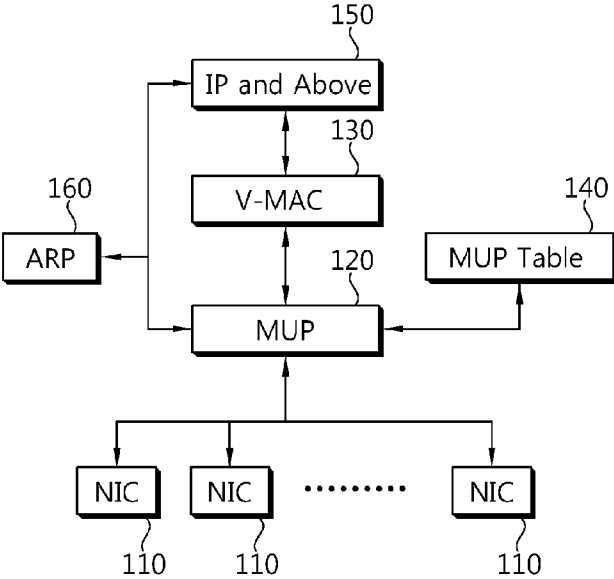 150
IP and Above
130
V-MAC
160
ARP
140
MUP Table
120
MUP
NIC
NIC
NIC
110
110
110